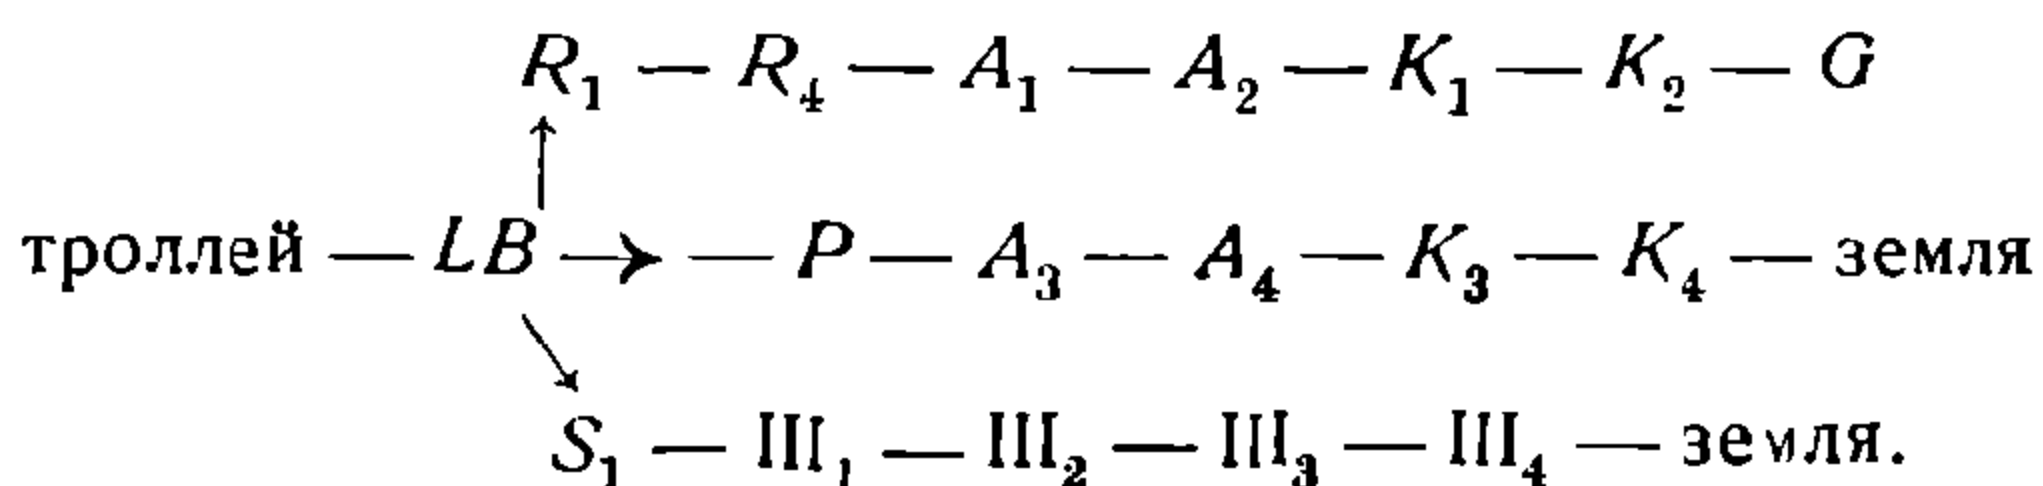 R₁ — R₄ — A₁ — A₂ — K₁ — K₂ — G
троллей — LB → — P — A₃ — A₄ — K₃ — K₄ — земля
S₁ — Ш₁ — Ш₂ — Ш₃ — Ш₄ — земля.